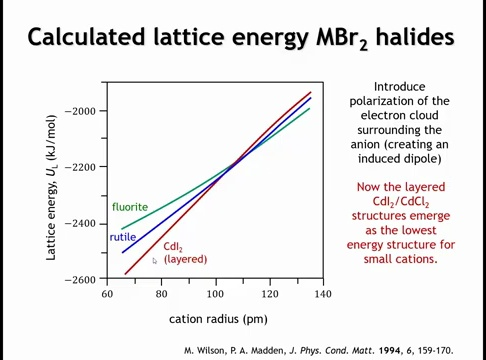 Calculated lattice energy MBr₂ halides
Lattice energy, U_L (kJ/mol)
−2000
−2200
−2400
−2600
fluorite
rutile
CdI₂
(layered)
60
80
100
120
140
cation radius (pm)
Introduce
polarization of the
electron cloud
surrounding the
anion (creating an
induced dipole)
Now the layered
CdI₂/CdCl₂
structures emerge
as the lowest
energy structure for
small cations.
M. Wilson, P. A. Madden, J. Phys. Cond. Matt. 1994, 6, 159-170.